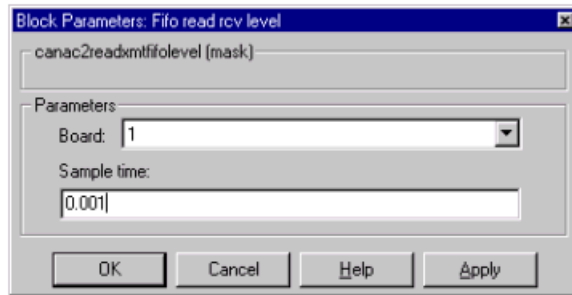 Block Parameters: Fifo read rcv level
canac2readxmtfifolevel (mask)
Parameters
Board: 1
Sample time:
0.001
OK Cancel Help Apply